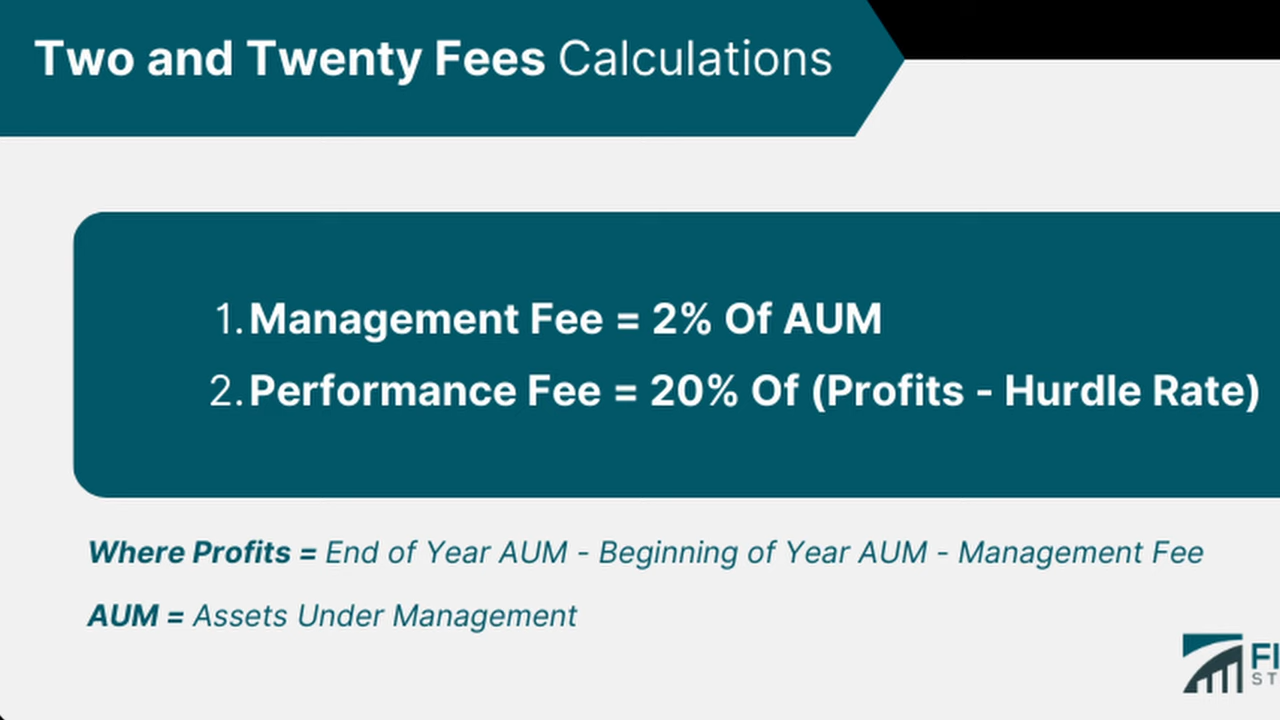 Two and Twenty Fees Calculations
1. Management Fee = 2% Of AUM
2. Performance Fee = 20% Of (Profits - Hurdle Rate)
Where Profits = End of Year AUM - Beginning of Year AUM - Management Fee
AUM = Assets Under Management